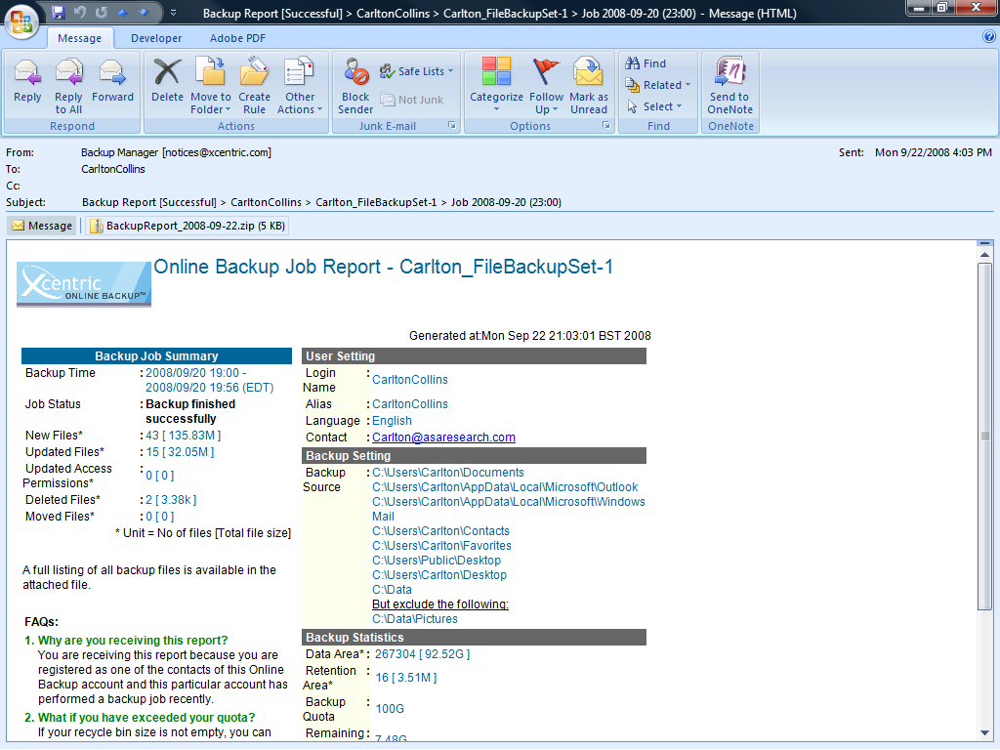 Backup Report [Successful] > CarltonCollins > Carlton_FileBackupSet-1 > Job 2008-09-20 (23:00) - Message (HTML)
Message Developer Adobe PDF
Reply
Reply to All
Forward
Respond
Delete
Move to Folder
Create Rule
Other Actions
Actions
Block Sender
Safe Lists
Not Junk
Junk E-mail
Categorize
Follow Up
Mark as Unread
Options
Find
Related
Select
Find
Send to OneNote
OneNote
From: Backup Manager [notices@xcentric.com] Sent: Mon 9/22/2008 4:03 PM
To: CarltonCollins
Cc:
Subject: Backup Report [Successful] > CarltonCollins > Carlton_FileBackupSet-1 > Job 2008-09-20 (23:00)
Message BackupReport_2008-09-22.zip (5 KB)
Xcentric
ONLINE BACKUP™
Online Backup Job Report - Carlton_FileBackupSet-1
Generated at:Mon Sep 22 21:03:01 BST 2008
Backup Job Summary
Backup Time : 2008/09/20 19:00 -
2008/09/20 19:56 (EDT)
Job Status : Backup finished
successfully
New Files* : 43 [ 135.83M ]
Updated Files* : 15 [ 32.05M ]
Updated Access
Permissions* : 0 [ 0 ]
Deleted Files* : 2 [ 3.38k ]
Moved Files* : 0 [ 0 ]
* Unit = No of files [Total file size]
A full listing of all backup files is available in the
attached file.
FAQs:
1. Why are you receiving this report?
You are receiving this report because you are
registered as one of the contacts of this Online
Backup account and this particular account has
performed a backup job recently.
2. What if you have exceeded your quota?
If your recycle bin size is not empty, you can
User Setting
Login
Name : CarltonCollins
Alias : CarltonCollins
Language : English
Contact : Carlton@asaresearch.com
Backup Setting
Backup
Source : C:\Users\Carlton\Documents
C:\Users\Carlton\AppData\Local\Microsoft\Outlook
C:\Users\Carlton\AppData\Local\Microsoft\Windows
Mail
C:\Users\Carlton\Contacts
C:\Users\Carlton\Favorites
C:\Users\Public\Desktop
C:\Users\Carlton\Desktop
C:\Data
But exclude the following:
C:\Data\Pictures
Backup Statistics
Data Area* : 267304 [ 92.52G ]
Retention
Area* : 16 [ 3.51M ]
Backup
Quota : 100G
Remaining : 7.48G